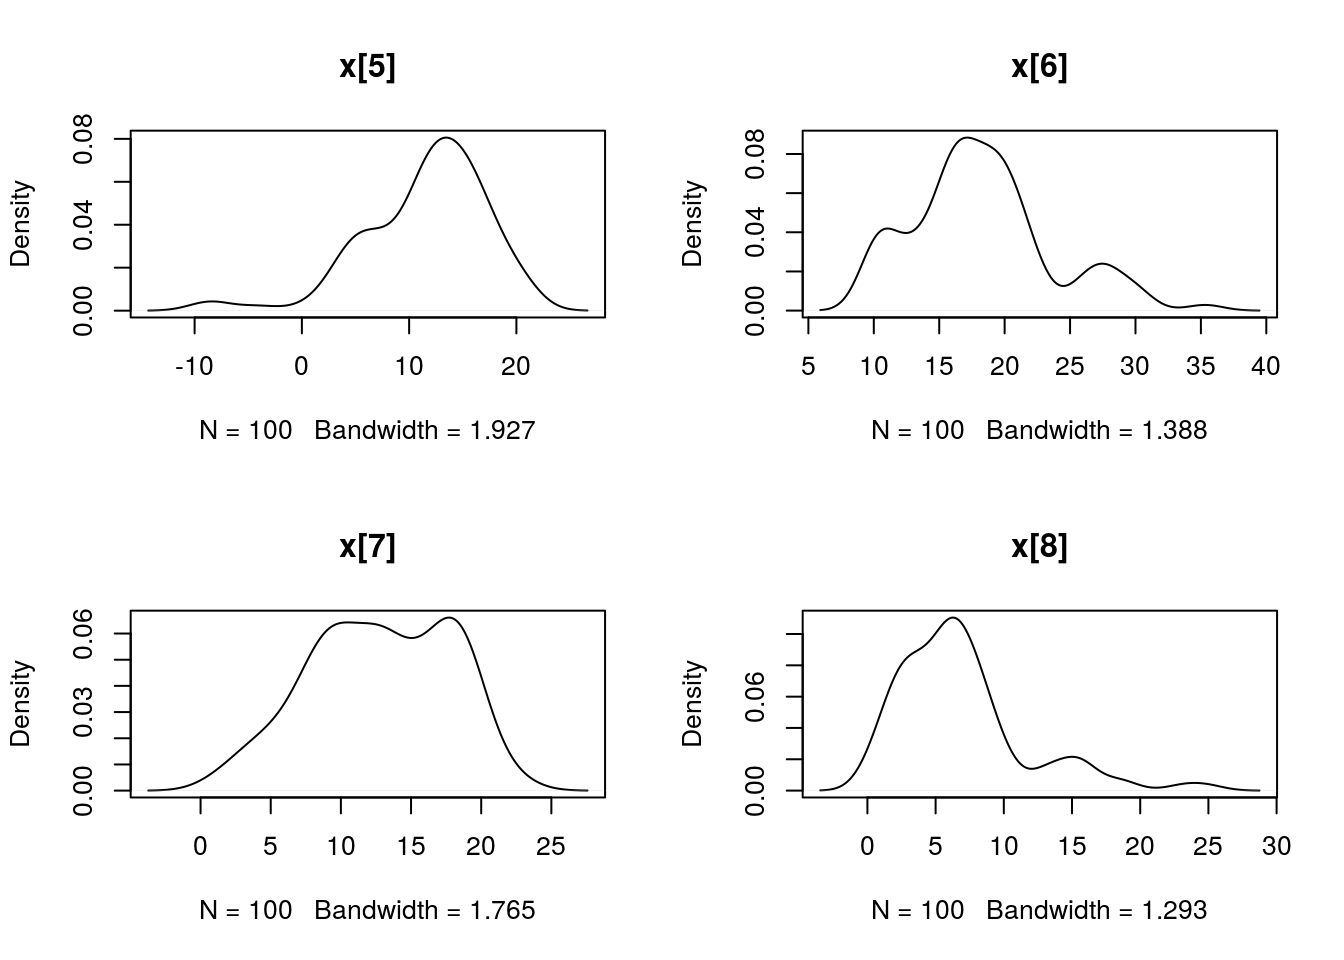 x[5]
Density
0.00 0.04 0.08
-10 0 10 20
N = 100 Bandwidth = 1.927
x[6]
Density
0.00 0.04 0.08
5 10 15 20 25 30 35 40
N = 100 Bandwidth = 1.388
x[7]
Density
0.00 0.03 0.06
0 5 10 15 20 25
N = 100 Bandwidth = 1.765
x[8]
Density
0.00 0.06
0 5 10 15 20 25 30
N = 100 Bandwidth = 1.293